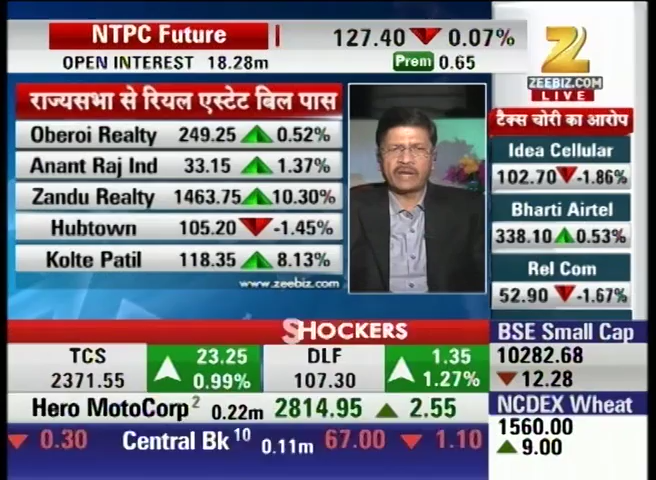 NTPC Future 127.40 0.07%
OPEN INTEREST 18.28m Prem 0.65
Z
ZEEBIZ.COM
LIVE
राज्यसभा से रियल एस्टेट बिल पास
Oberoi Realty 249.25 0.52%
Anant Raj Ind 33.15 1.37%
Zandu Realty 1463.75 10.30%
Hubtown 105.20 -1.45%
Kolte Patil 118.35 8.13%
www.zeebiz.com
टैक्स चोरी का आरोप
Idea Cellular
102.70 -1.86%
Bharti Airtel
338.10 0.53%
Rel Com
52.90 -1.67%
SHOCKERS
TCS 23.25 DLF 1.35
2371.55 0.99% 107.30 1.27%
Hero MotoCorp 2 0.22m 2814.95 2.55
0.30 Central Bk 10 0.11m 67.00 1.10
BSE Small Cap
10282.68
12.28
NCDEX Wheat
1560.00
9.00